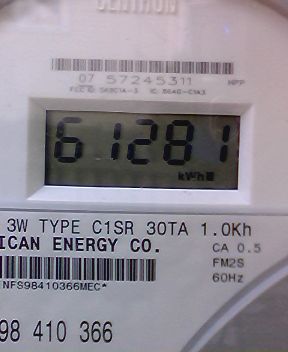 CENTRON
07 57245311 HPP
61281
kWh
3W TYPE C1SR 30TA 1.0Kh
ICAN ENERGY CO. CA 0.5
FM2S
NFS98410366MEC* 60Hz
98 410 366